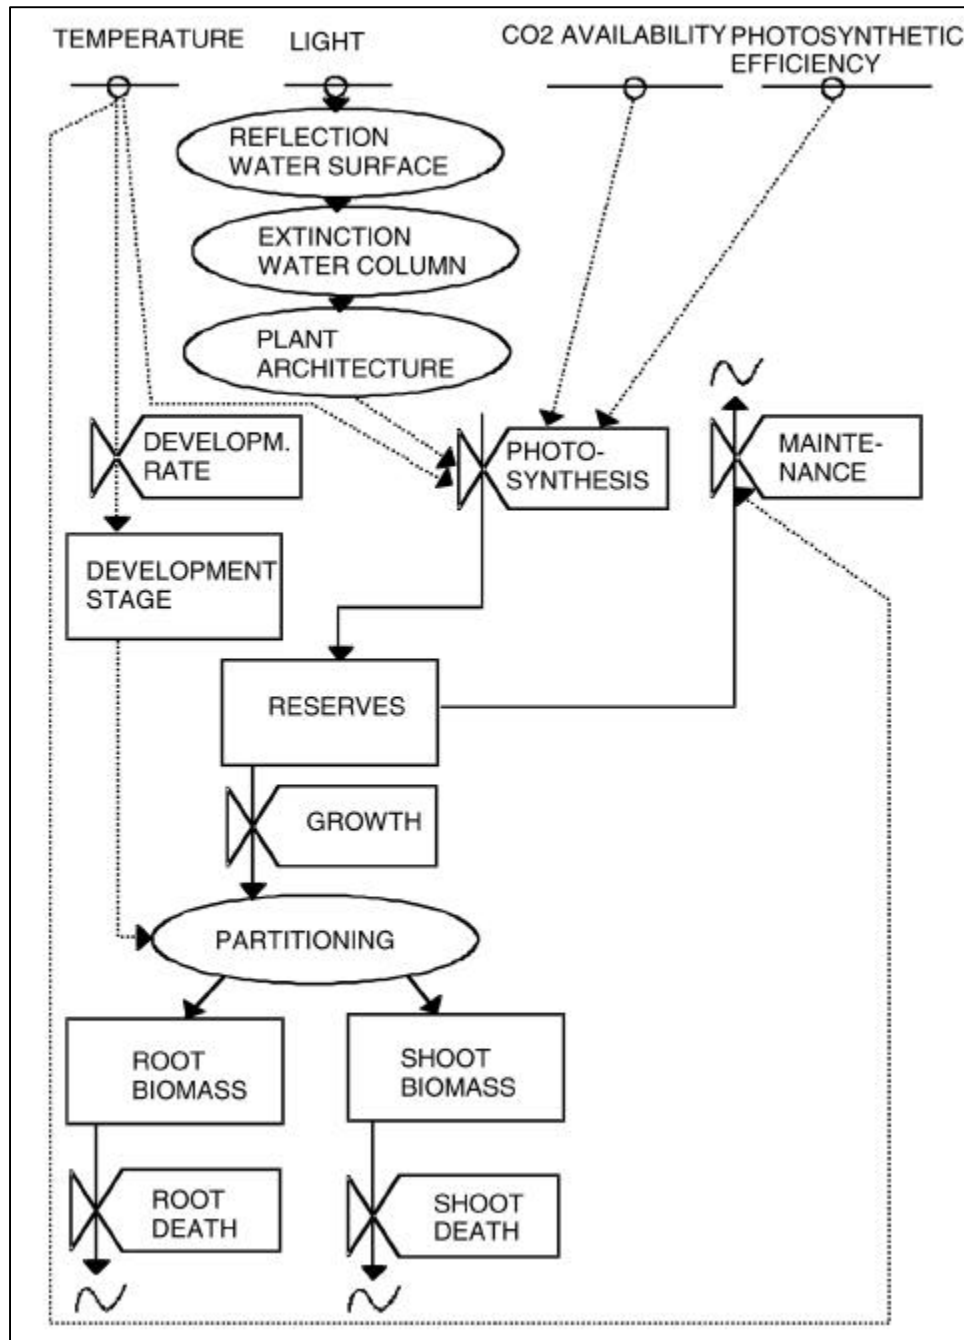 TEMPERATURE
LIGHT
CO2 AVAILABILITY
PHOTOSYNTHETIC
EFFICIENCY
REFLECTION
WATER SURFACE
EXTINCTION
WATER COLUMN
PLANT
ARCHITECTURE
DEVELOPM.
RATE
PHOTO-
SYNTHESIS
MAINTE-
NANCE
DEVELOPMENT
STAGE
RESERVES
GROWTH
PARTITIONING
ROOT
BIOMASS
SHOOT
BIOMASS
ROOT
DEATH
SHOOT
DEATH